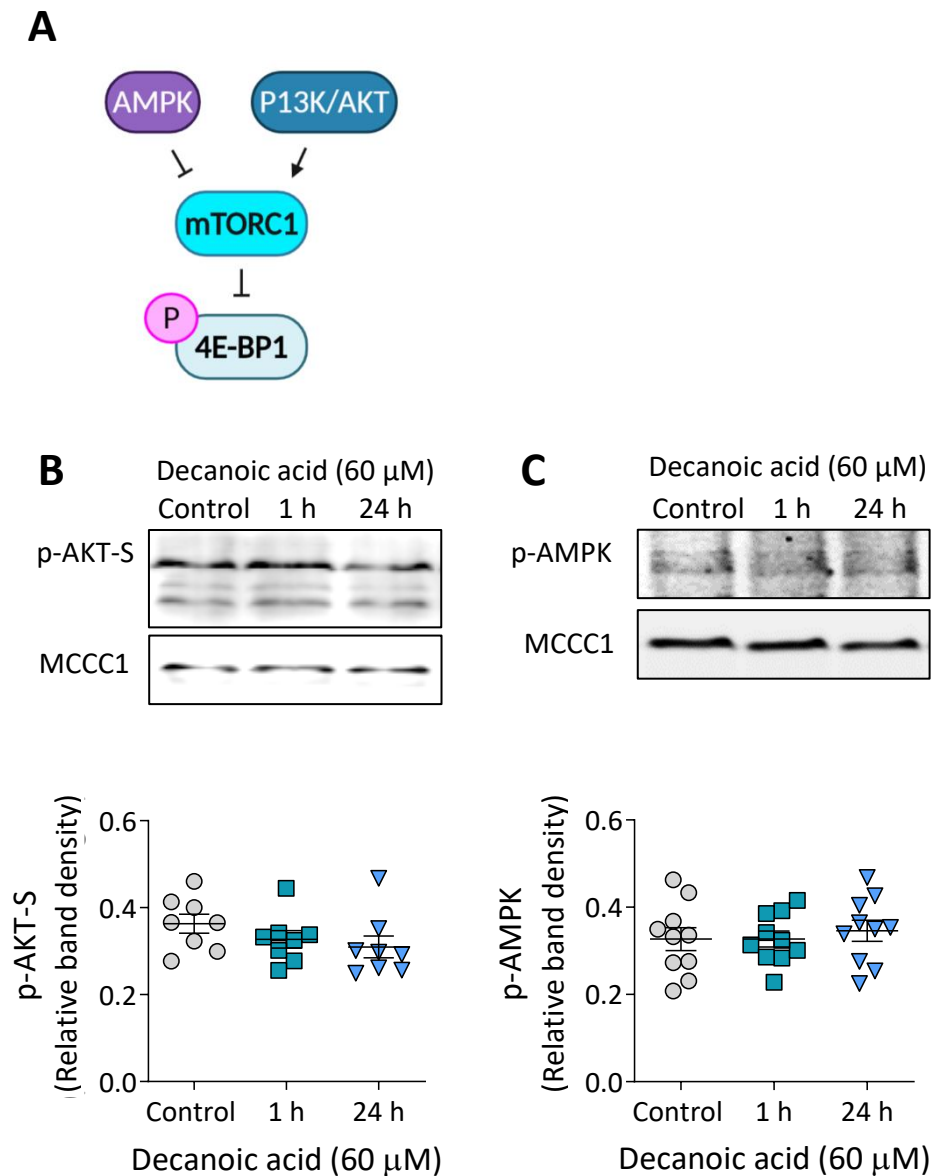 A
AMPK
P13K/AKT
mTORC1
P
4E-BP1
B
Decanoic acid (60 µM)
Control 1 h 24 h
p-AKT-S
MCCC1
p-AKT-S
(Relative band density)
0.6
0.4
0.2
0.0
Control 1 h 24 h
Decanoic acid (60 µM)
C
Decanoic acid (60 µM)
Control 1 h 24 h
p-AMPK
MCCC1
p-AMPK
(Relative band density)
0.6
0.4
0.2
0.0
Control 1 h 24 h
Decanoic acid (60 µM)